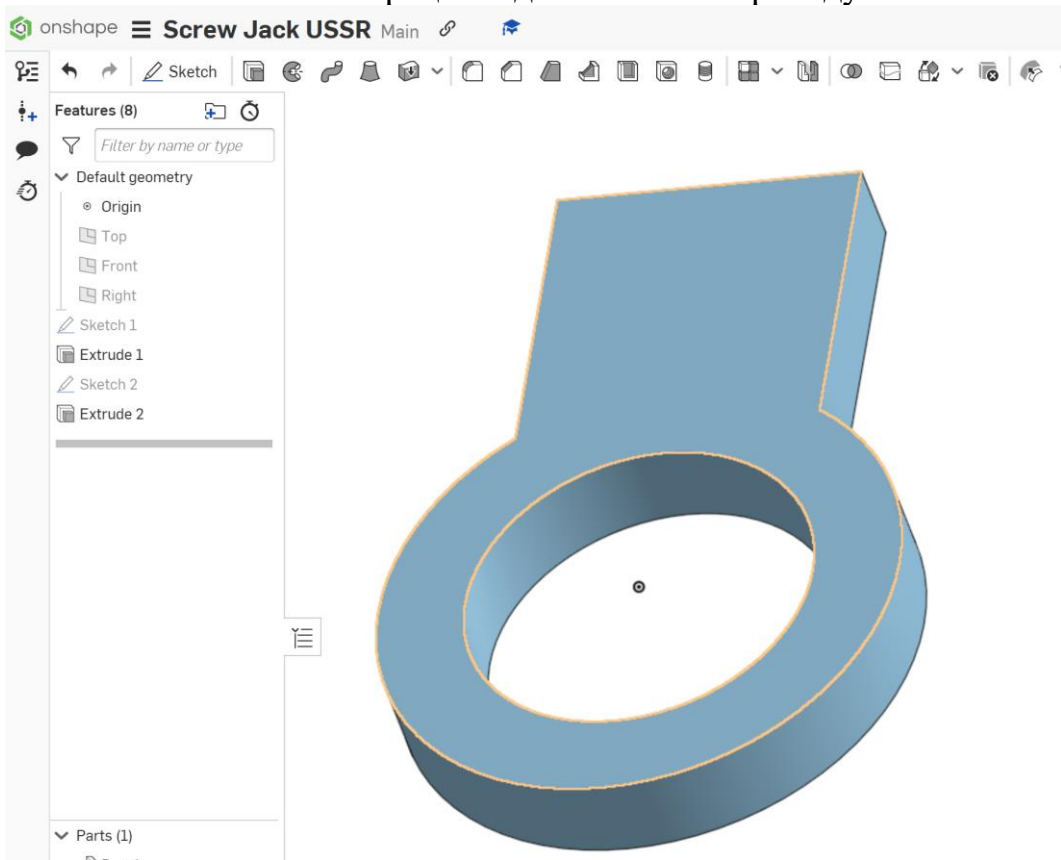 onshape Screw Jack USSR Main
Sketch
Features (8)
Filter by name or type
Default geometry
Origin
Top
Front
Right
Sketch 1
Extrude 1
Sketch 2
Extrude 2
Parts (1)